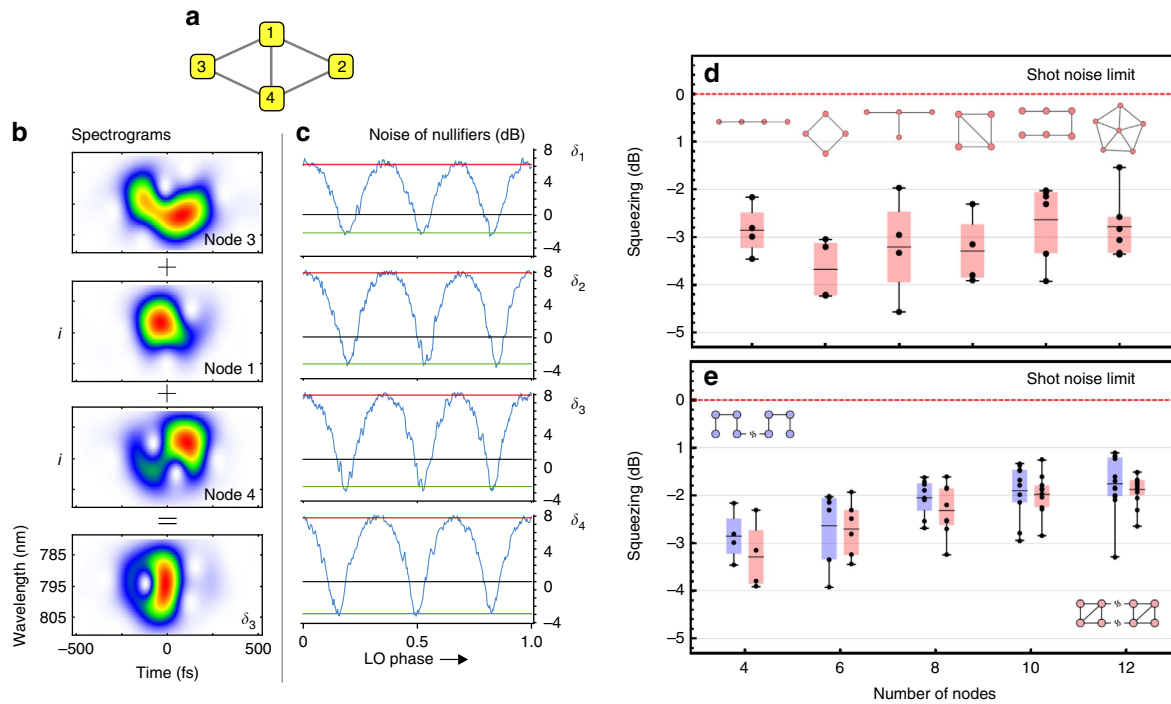 a
1
3
2
4
b
Spectrograms
Node 3
+
i
Node 1
+
i
Node 4
=
785
795
805
δ3
Wavelength (nm)
−500
0
500
Time (fs)
c
Noise of nullifiers (dB)
8
δ1
4
0
−4
8
δ2
4
0
−4
8
δ3
4
0
−4
8
δ4
4
0
−4
0
0.5
1.0
LO phase
d
Shot noise limit
0
1
−2
−3
−4
−5
Squeezing (dB)
e
Shot noise limit
0
1
−2
−3
−4
−5
Squeezing (dB)
4
6
8
10
12
Number of nodes